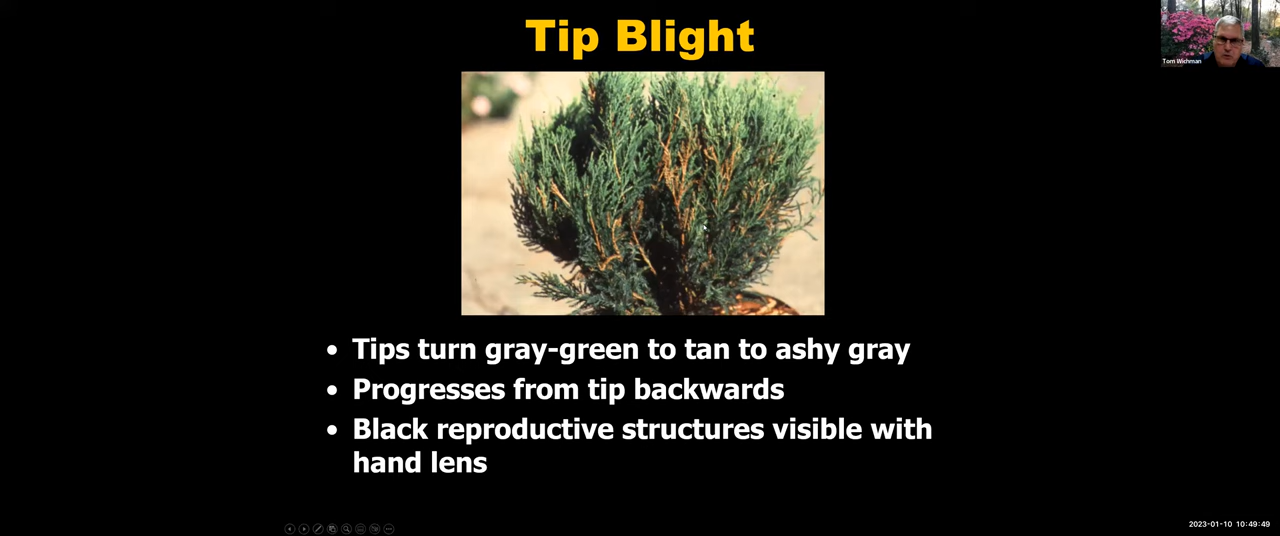 Tip Blight
Tom Wichman
• Tips turn gray-green to tan to ashy gray
• Progresses from tip backwards
• Black reproductive structures visible with
hand lens
2023-01-10 10:49:49